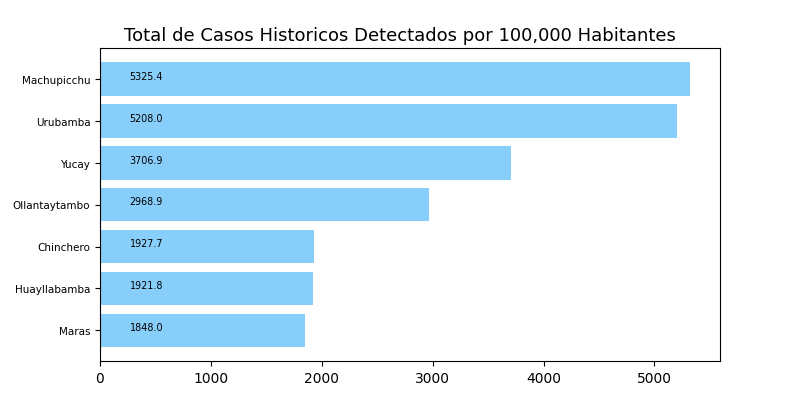 Total de Casos Historicos Detectados por 100,000 Habitantes
Machupicchu 5325.4
Urubamba 5208.0
Yucay 3706.9
Ollantaytambo 2968.9
Chinchero 1927.7
Huayllabamba 1921.8
Maras 1848.0
0 1000 2000 3000 4000 5000